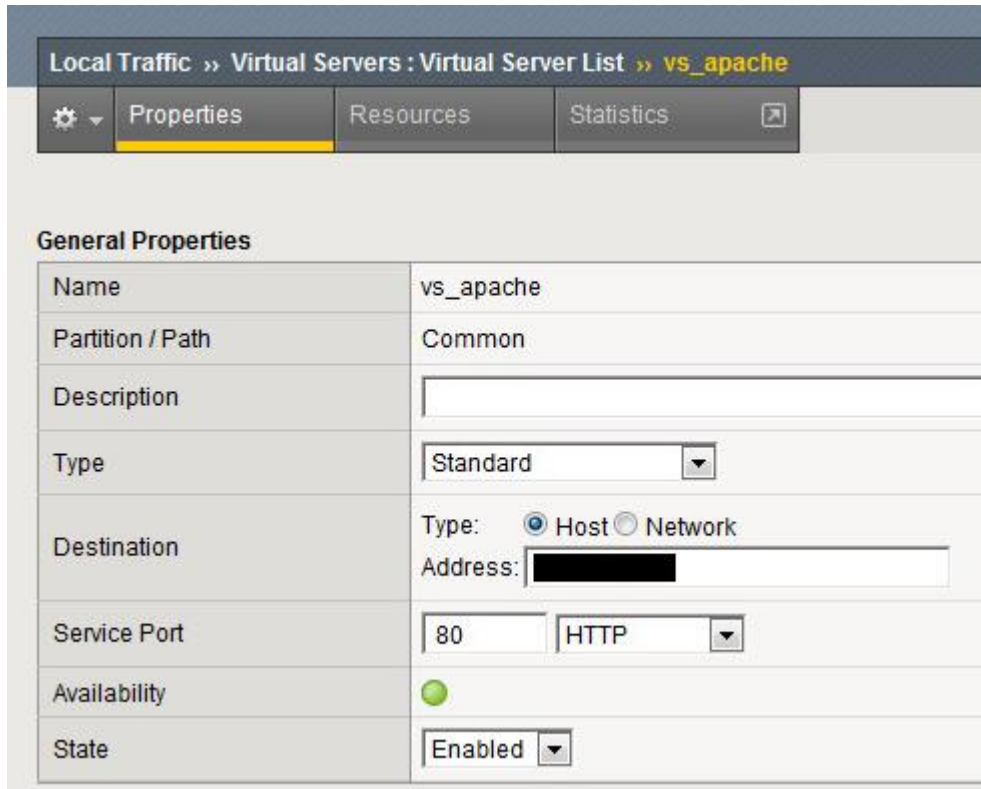 Local Traffic ›› Virtual Servers : Virtual Server List ›› vs_apache
Properties Resources Statistics
General Properties
Name vs_apache
Partition / Path Common
Description
Type Standard
Destination Type: Host Network
Address:
Service Port 80 HTTP
Availability
State Enabled